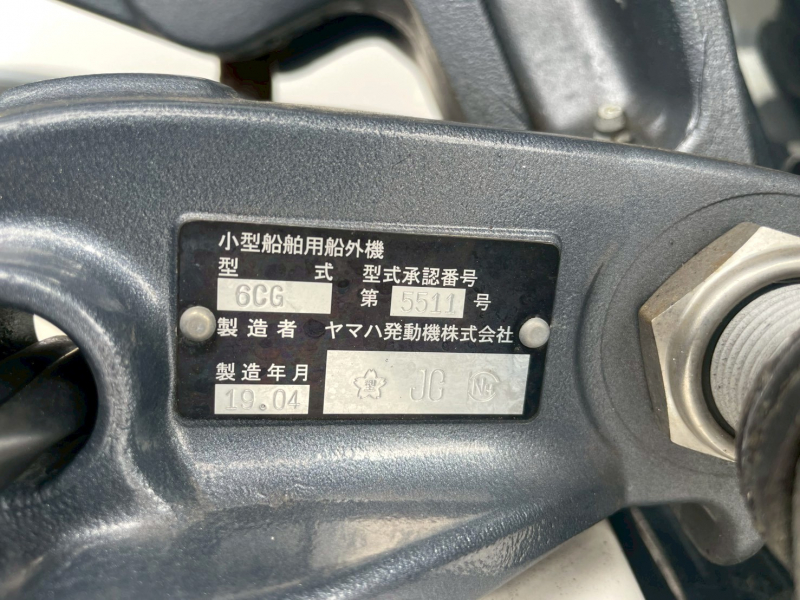 小型船舶用船外機
型 式 型式承認番号
6CG 第 5511 号
製造者 ヤマハ発動機株式会社
製造年月
19.04 型 JG N4